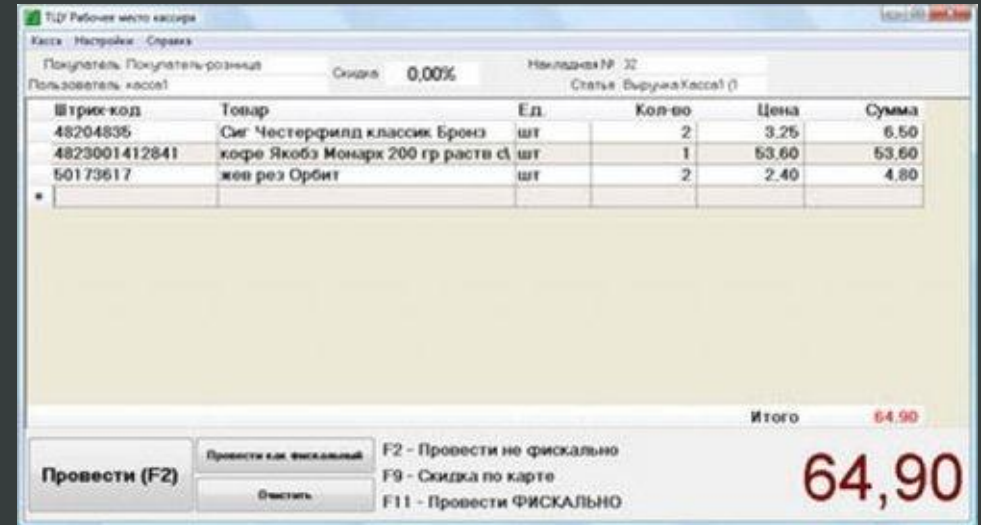 ТЦУ Рабочее место кассира
Касса Настройки Справка
Покупатель Покупатель-розница Скидка 0,00% Накладная № 32
Пользователь касса1 Статья Выручка Касса1 (1
Штрих-код Товар Ед. Кол-во Цена Сумма
48204835 Сиг Честерфилд классик Бронз шт 2 3,25 6,50
4823001412841 кофе Якобз Монарх 200 гр раств с\ шт 1 53,60 53,60
50173617 жев рез Орбит шт 2 2,40 4,80
Итого 64,90
Провести (F2)
Провести как фискальный
Очистить
F2 - Провести не фискально
F9 - Скидка по карте
F11 - Провести ФИСКАЛЬНО
64,90